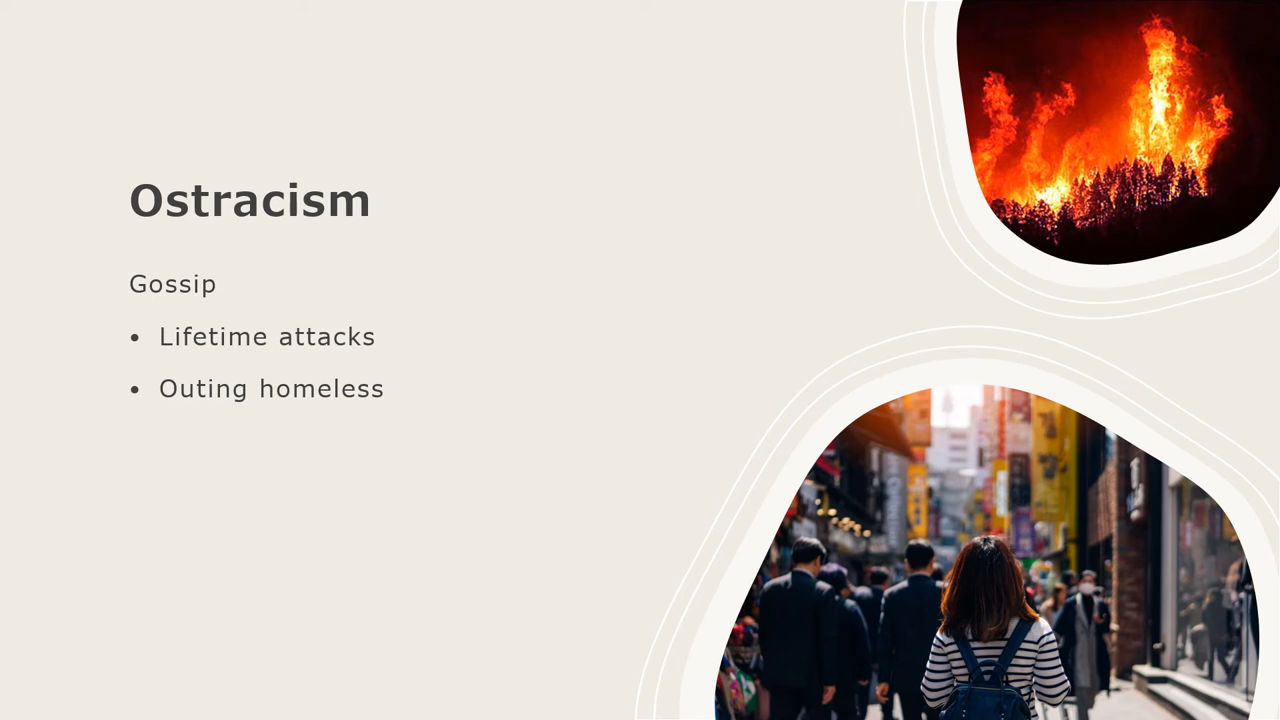 Ostracism
Gossip
• Lifetime attacks
• Outing homeless